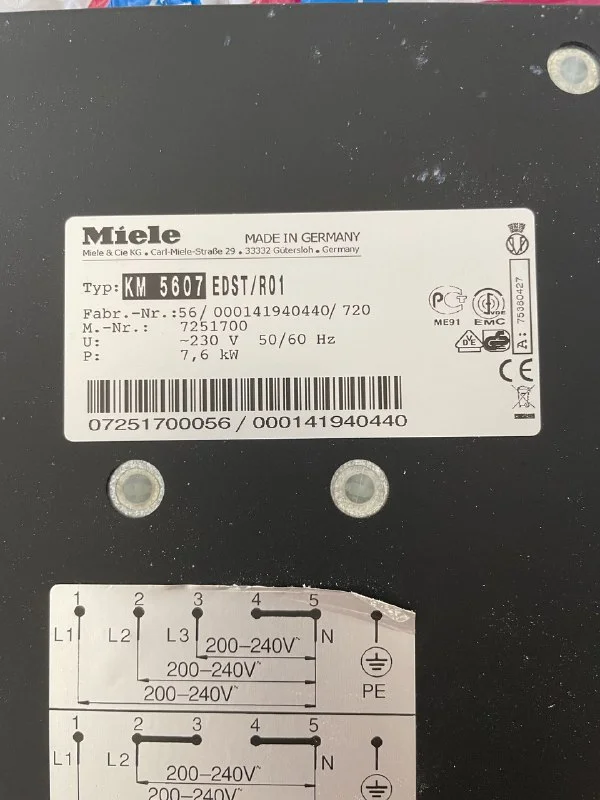 Miele MADE IN GERMANY
Miele & Cie KG . Carl-Miele-Straße 29 . 33332 Gütersloh . Germany
Typ: KM 5607 EDST/R01
Fabr.-Nr.:56/ 000141940440/ 720
M.-Nr.: 7251700
U: ~230 V 50/60 Hz
P: 7,6 kW
ME91
VDE
EMC
VDE
A: 75380427
CE
07251700056 / 000141940440
1 2 3 4 5
L1 L2 L3 N
200-240V~
200-240V~
200-240V~
PE
1 2 3 4 5
L1 L2 N
200-240V~
200-240V~